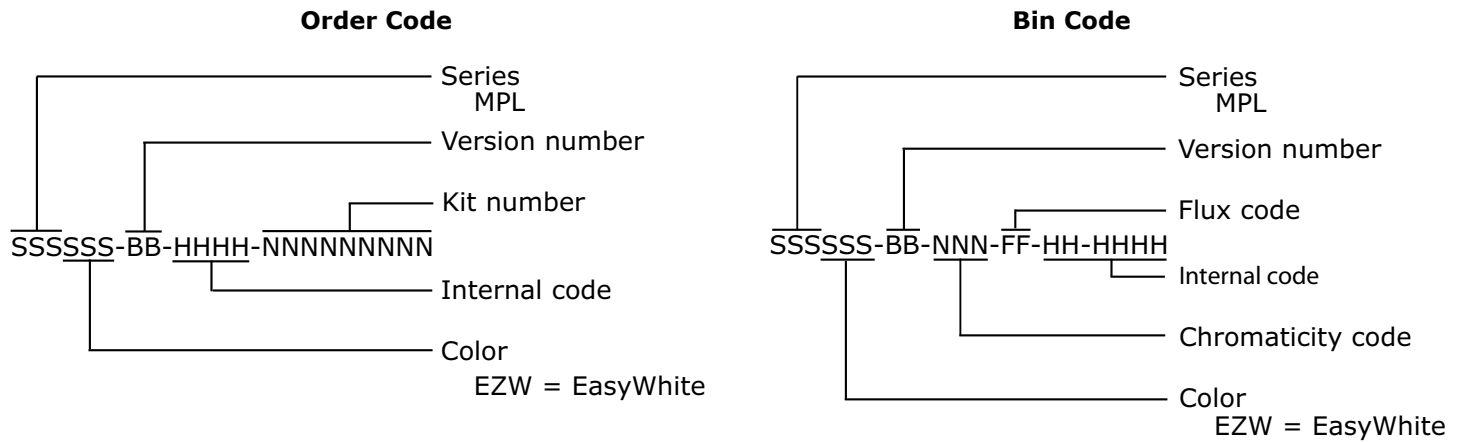 Order Code
Series
MPL
Version number
Kit number
SSSSSS-BB-HHHH-NNNNNNNNN
Internal code
Color
EZW = EasyWhite
Bin Code
Series
MPL
Version number
Flux code
SSSSSS-BB-NNN-FF-HH-HHHH
Internal code
Chromaticity code
Color
EZW = EasyWhite